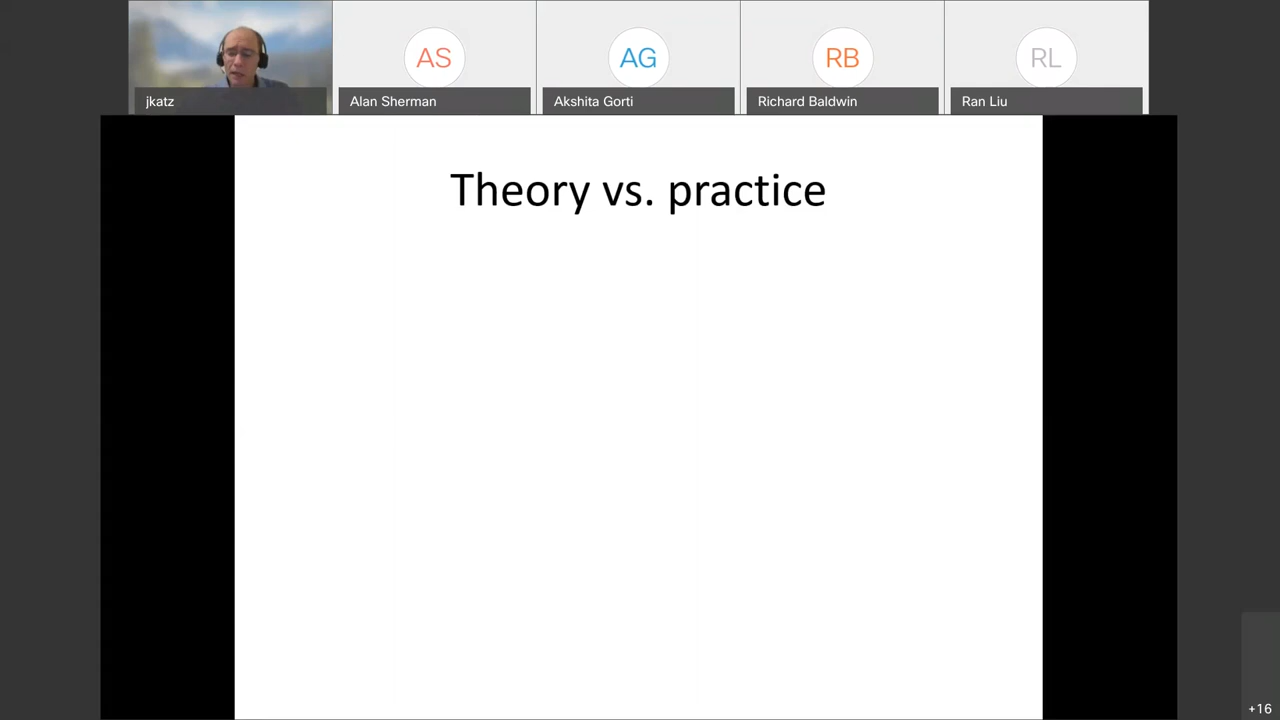 AS
AG
RB
RL
jkatz
Alan Sherman
Akshita Gorti
Richard Baldwin
Ran Liu
Theory vs. practice
+16